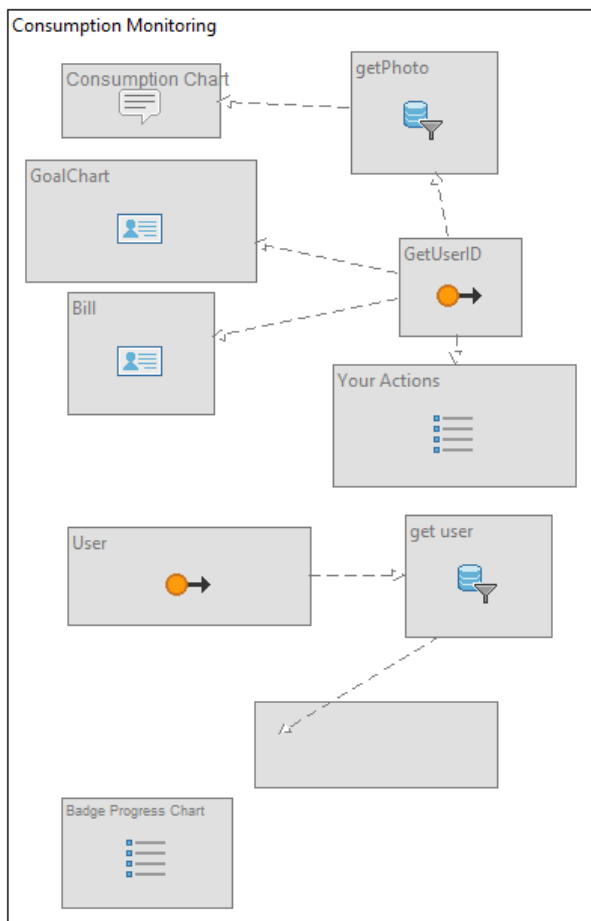 Consumption Monitoring
Consumption Chart
getPhoto
GoalChart
GetUserID
Bill
Your Actions
User
get user
Badge Progress Chart